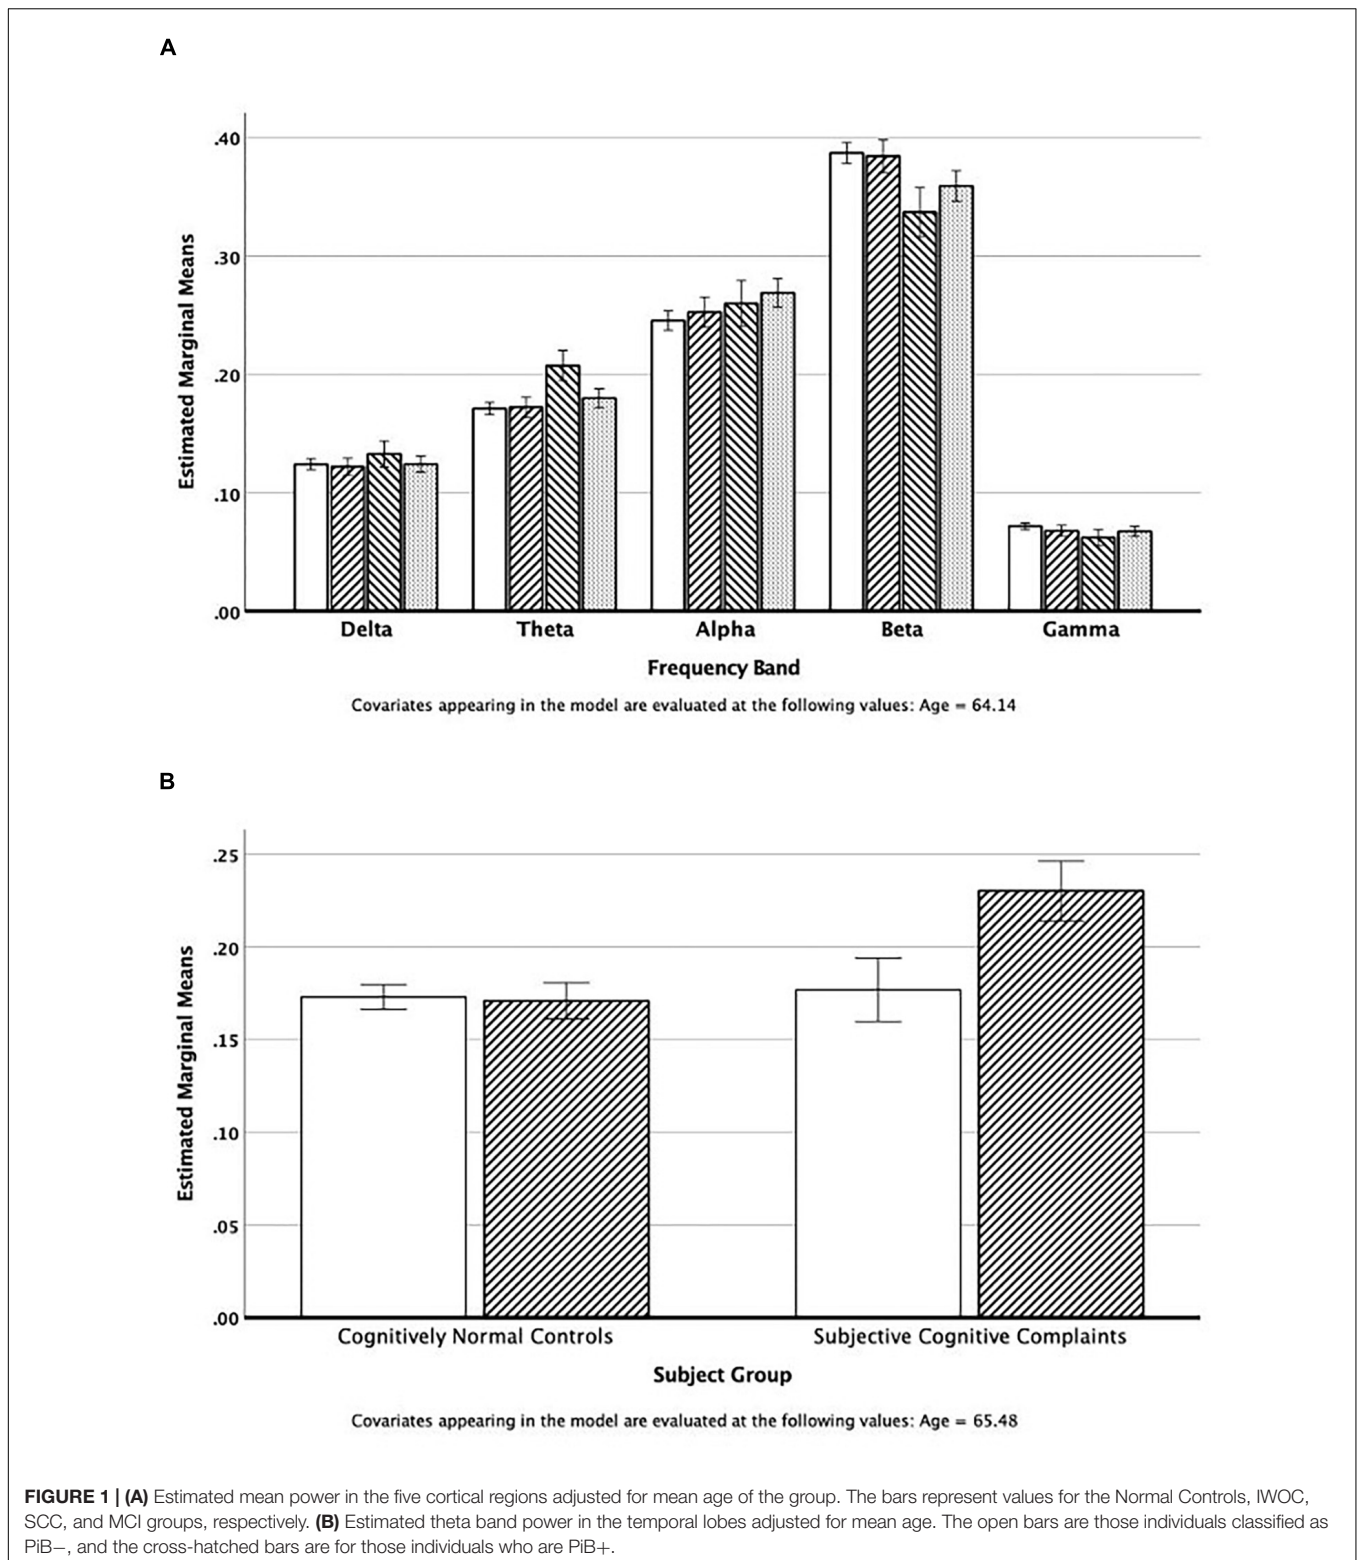 A
.40
.30
.20
.10
.00
Estimated Marginal Means
Delta Theta Alpha Beta Gamma
Frequency Band
Covariates appearing in the model are evaluated at the following values: Age = 64.14
B
.25
.20
.15
.10
.05
.00
Estimated Marginal Means
Cognitively Normal Controls Subjective Cognitive Complaints
Subject Group
Covariates appearing in the model are evaluated at the following values: Age = 65.48
FIGURE 1 | (A) Estimated mean power in the five cortical regions adjusted for mean age of the group. The bars represent values for the Normal Controls, IWOC,
SCC, and MCI groups, respectively. (B) Estimated theta band power in the temporal lobes adjusted for mean age. The open bars are those individuals classified as
PiB−, and the cross-hatched bars are for those individuals who are PiB+.